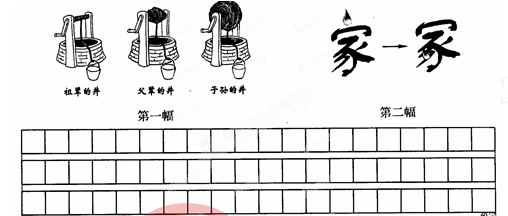 家 → 冢
祖辈的井 父辈的井 子孙的井
第一幅 第二幅